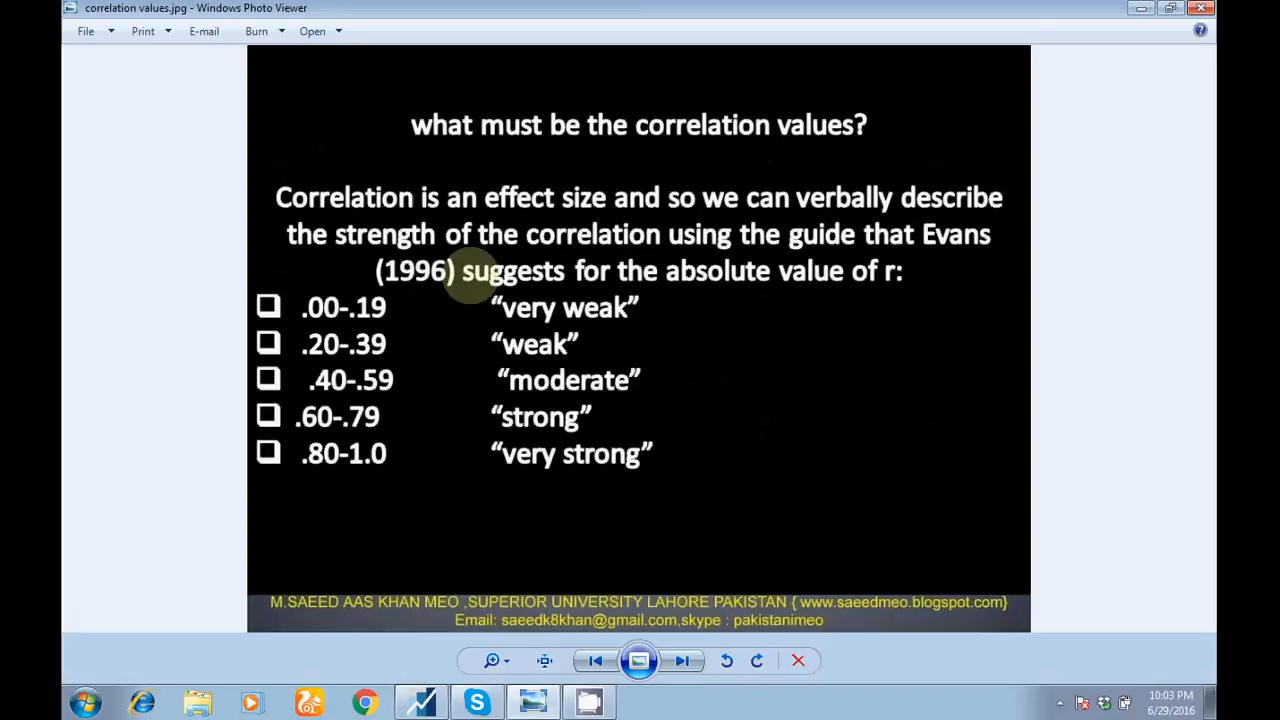 correlation values.jpg - Windows Photo Viewer
File Print E-mail Burn Open
what must be the correlation values?
Correlation is an effect size and so we can verbally describe
the strength of the correlation using the guide that Evans
(1996) suggests for the absolute value of r:
.00-.19 “very weak”
.20-.39 “weak”
.40-.59 “moderate”
.60-.79 “strong”
.80-1.0 “very strong”
M.SAEED AAS KHAN MEO ,SUPERIOR UNIVERSITY LAHORE PAKISTAN { www.saeedmeo.blogspot.com}
Email: saeedk8khan@gmail.com,skype : pakistanimeo
10:03 PM
6/29/2016